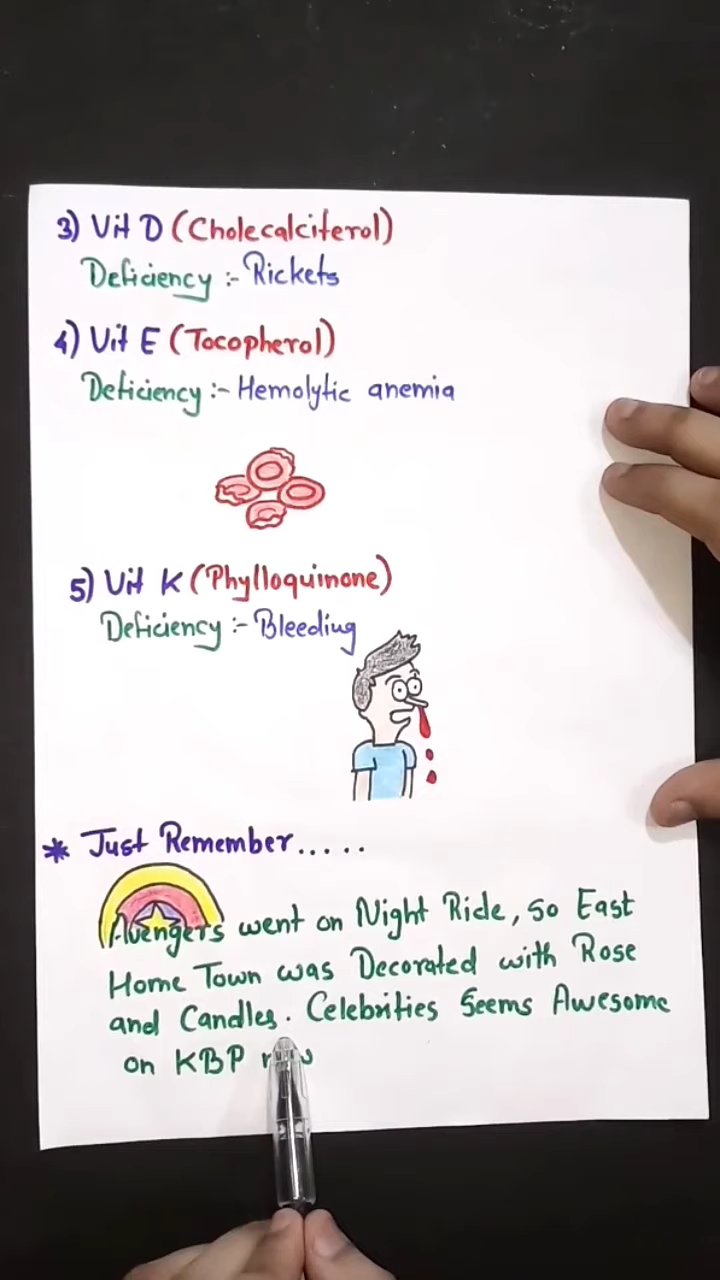 3) Vit D (Cholecalciferol)
Deficiency :- Rickets
4) Vit E (Tocopherol)
Deficiency :- Hemolytic anemia
5) Vit K (Phylloquinone)
Deficiency :- Bleeding
* Just Remember.....
Avengers went on Night Ride, so East
Home Town was Decorated with Rose
and Candles. Celebrities Seems Awesome
on KBP